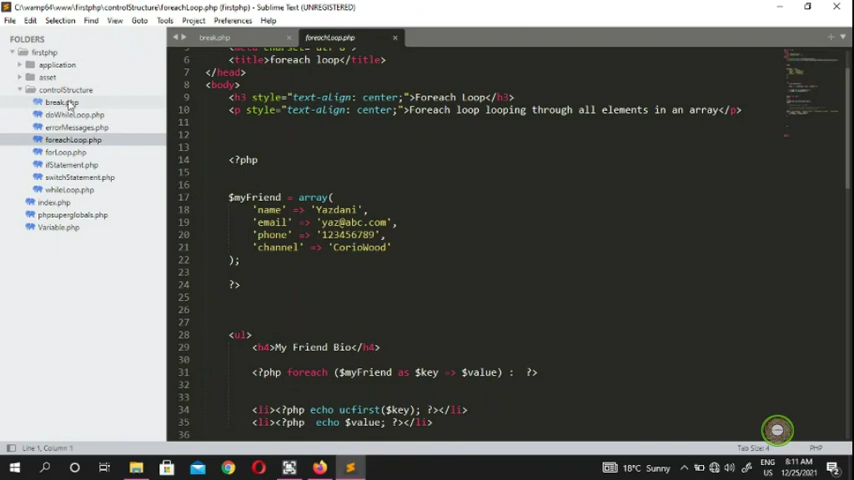 C:\wamp64\www\firstphp\controlStructure\foreachLoop.php (firstphp) - Sublime Text (UNREGISTERED)
File Edit Selection Find View Goto Tools Project Preferences Help
FOLDERS
firstphp
application
asset
controlStructure
break.php
doWhileLoop.php
errorMessages.php
foreachLoop.php
forLoop.php
ifStatement.php
switchStatement.php
whileLoop.php
index.php
phpsuperglobals.php
Variable.php
break.php
foreachLoop.php
6 <title>foreach loop</title>
7 </head>
8 <body>
9 <h3 style="text-align: center;">Foreach Loop</h3>
10 <p style="text-align: center;">Foreach loop looping through all elements in an array</p>
11
12
13
14 <?php
15
16
17 $myFriend = array(
18 'name' => 'Yazdani',
19 'email' => 'yaz@abc.com',
20 'phone' => '123456789',
21 'channel' => 'CorioWood'
22 );
23
24 ?>
25
26
27
28 <ul>
29 <h4>My Friend Bio</h4>
30
31 <?php foreach ($myFriend as $key => $value) : ?>
33
34 <li><?php echo ucfirst($key); ?></li>
35 <li><?php echo $value; ?></li>
36
Line 1, Column 1
Tab Size: 4
PHP
18°C Sunny
ENG
US
8:11 AM
12/25/2021
2